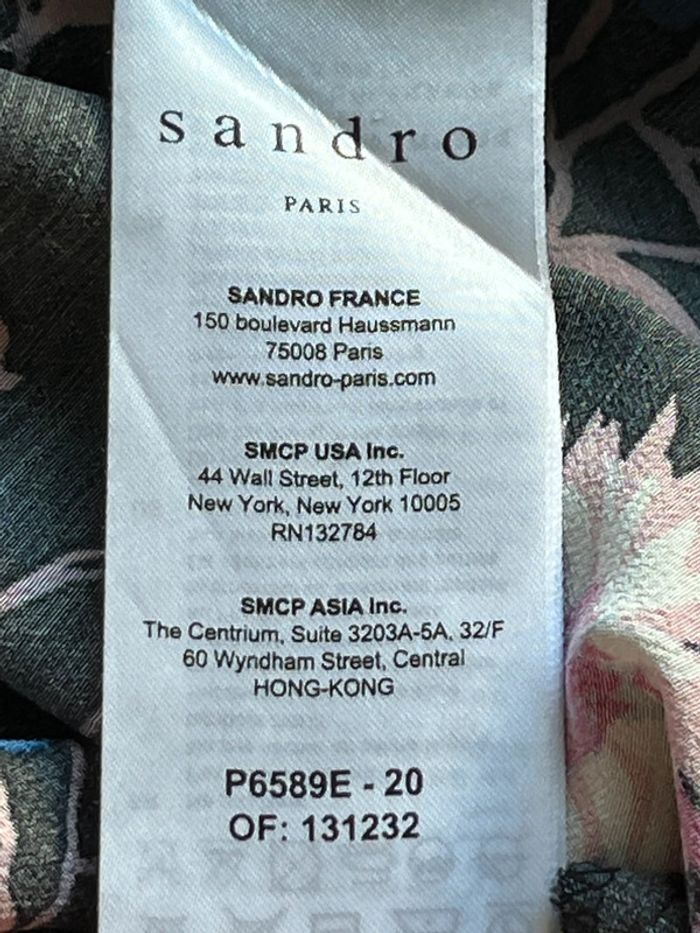 sandro
PARIS
SANDRO FRANCE
150 boulevard Haussmann
75008 Paris
www.sandro-paris.com
SMCP USA Inc.
44 Wall Street, 12th Floor
New York, New York 10005
RN132784
SMCP ASIA Inc.
The Centrium, Suite 3203A-5A, 32/F
60 Wyndham Street, Central
HONG-KONG
P6589E - 20
OF: 131232